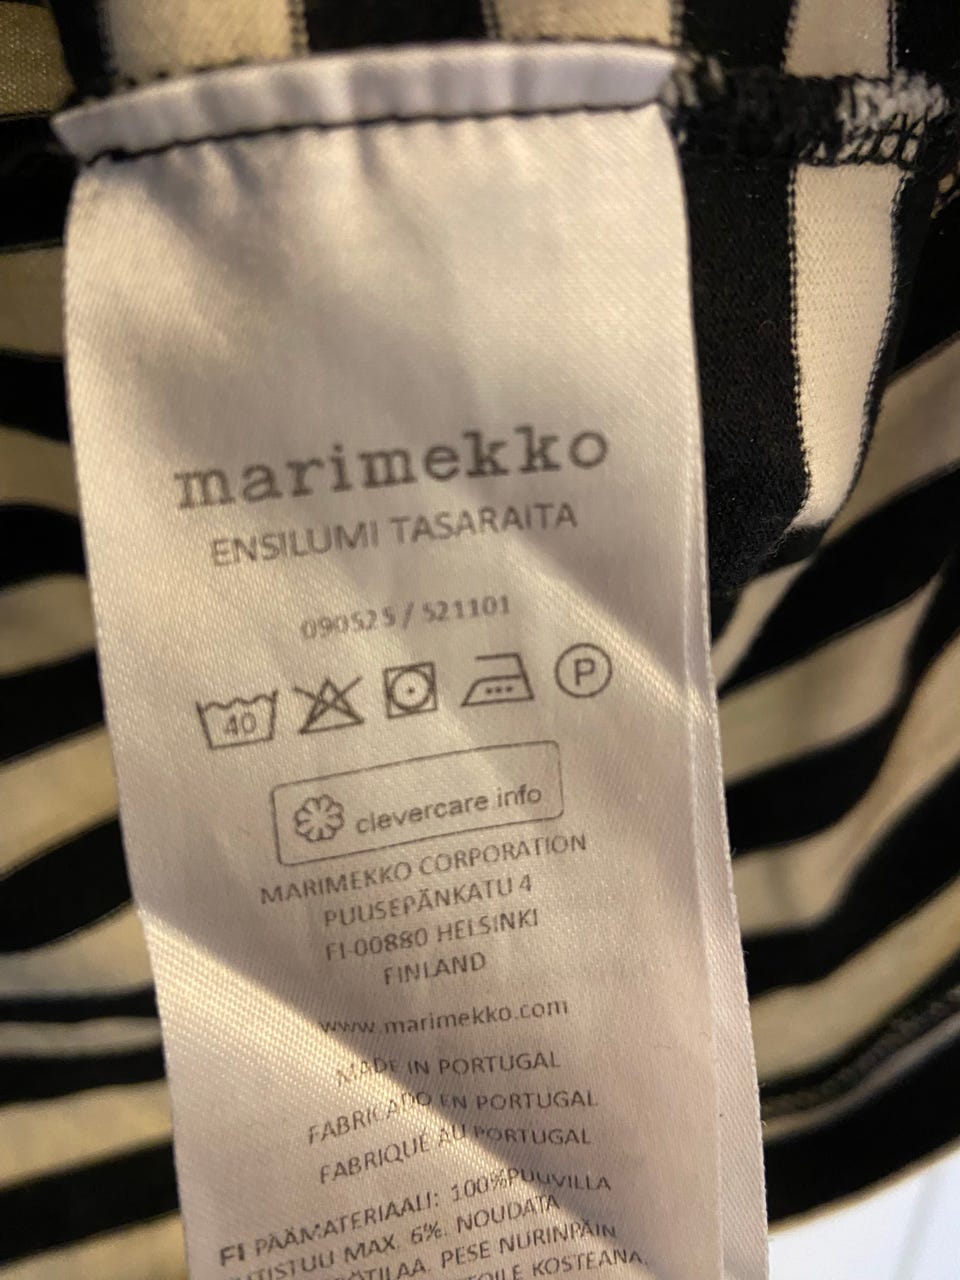 marimekko
ENSILUMI TASARAITA
090525 / 521101
40
P
clevercare.info
MARIMEKKO CORPORATION
PUUSEPÄNKATU 4
FI-00880 HELSINKI
FINLAND
www.marimekko.com
MADE IN PORTUGAL
FABRICADO EN PORTUGAL
FABRIQUE AU PORTUGAL
FI PÄÄMATERIAALI: 100%PUUVILLA
MAX. 6%. NOUDATA
PESE NURINPÄIN
KOSTEANA.